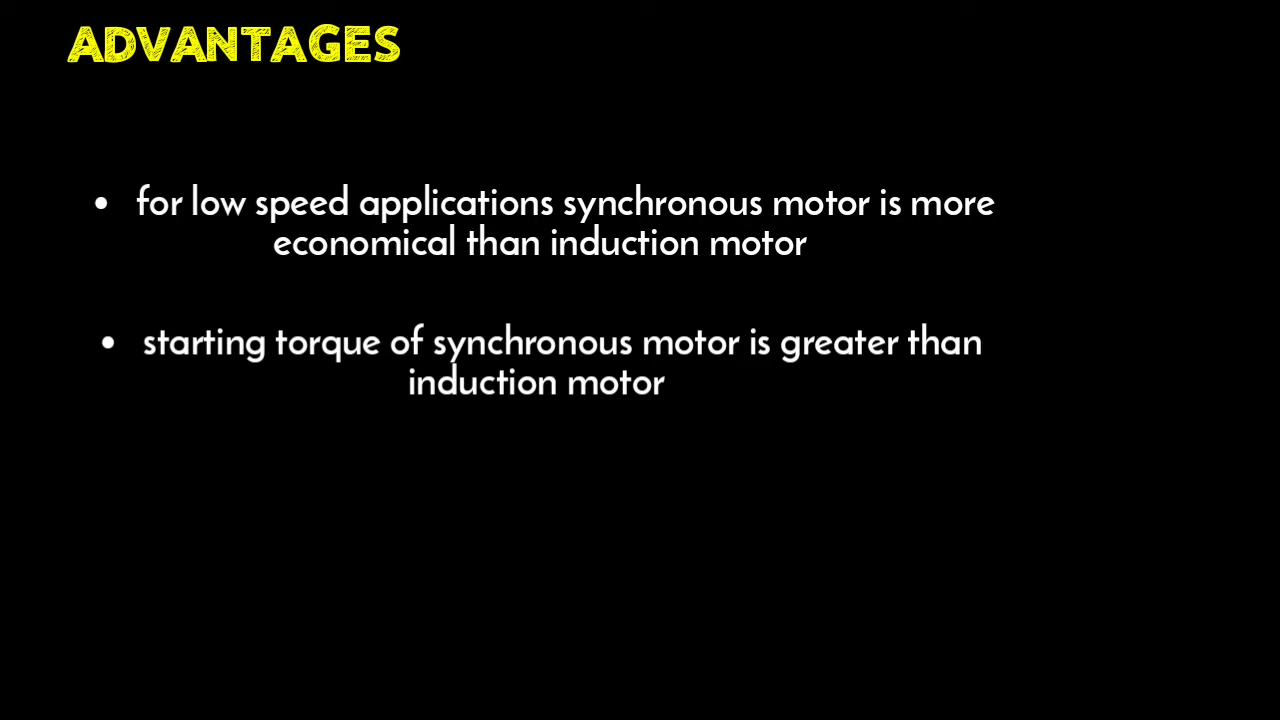 ADVANTAGES
• for low speed applications synchronous motor is more
economical than induction motor
• starting torque of synchronous motor is greater than
induction motor